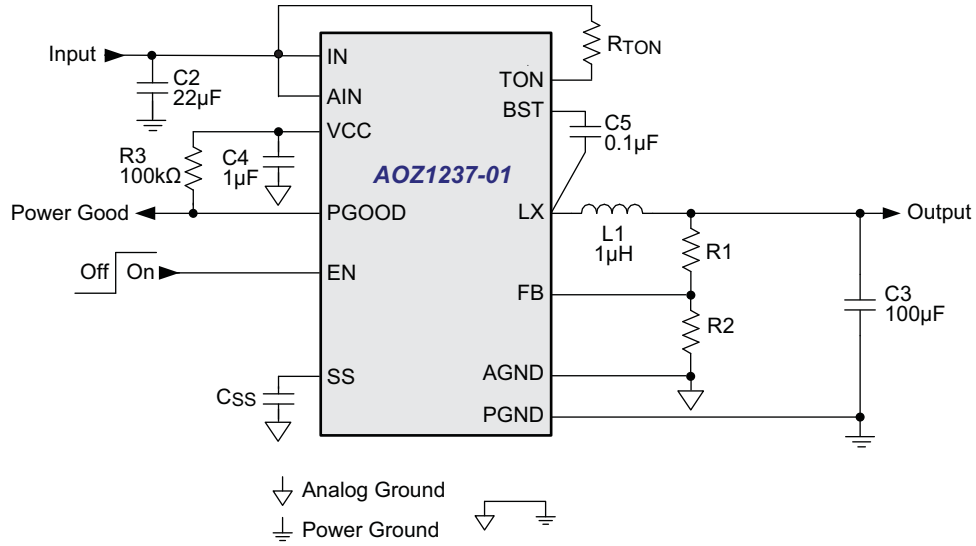 Input
C2
22µF
IN
AIN
VCC
R3
100kΩ
C4
1µF
Power Good
PGOOD
Off
On
EN
SS
CSS
AOZ1237-01
RTON
TON
BST
C5
0.1µF
LX
L1
1µH
Output
R1
FB
R2
C3
100µF
AGND
PGND
Analog Ground
Power Ground